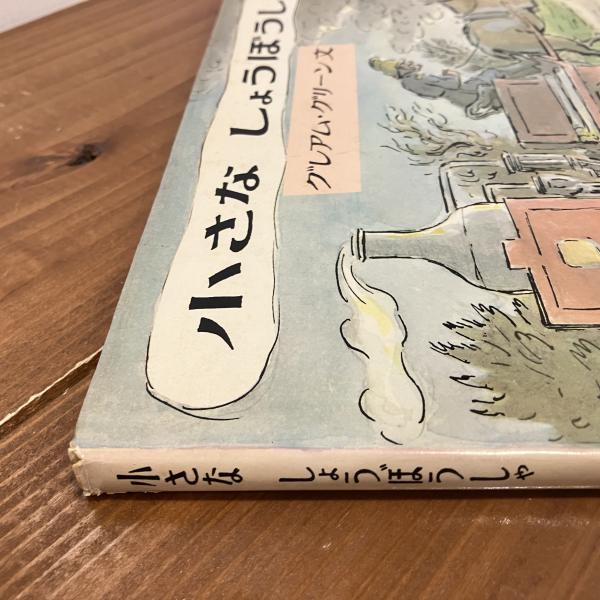 小さな しょうぼうし
グレアム・グリーン文
小さな しょうぼうしゃ